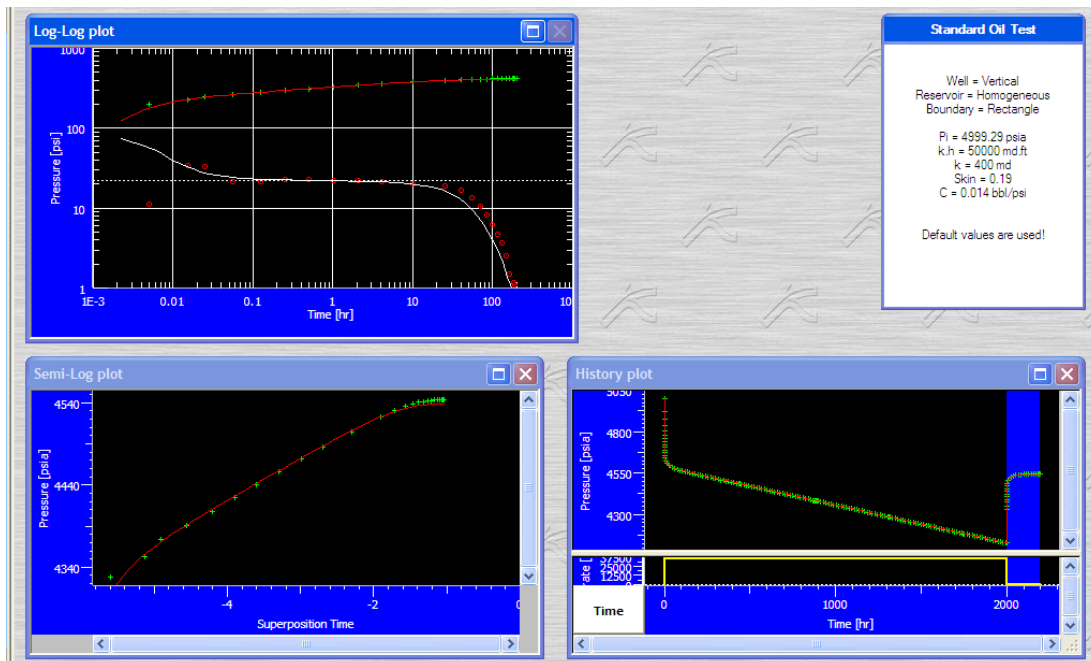 Log-Log plot
1000
100
10
1
Pressure [psi]
1E-3
0.01
0.1
1
10
100
10
Time [hr]
Standard Oil Test
Well = Vertical
Reservoir = Homogeneous
Boundary = Rectangle
Pi = 4999.29 psia
k.h = 50000 md.ft
k = 400 md
Skin = 0.19
C = 0.014 bbl/psi
Default values are used!
Semi-Log plot
4540
4440
4340
Pressure [psia]
-4
-2
0
Superposition Time
History plot
5050
4800
4550
4300
Pressure [psia]
37500
25000
12500
0
rate [
Time
0
1000
2000
Time [hr]